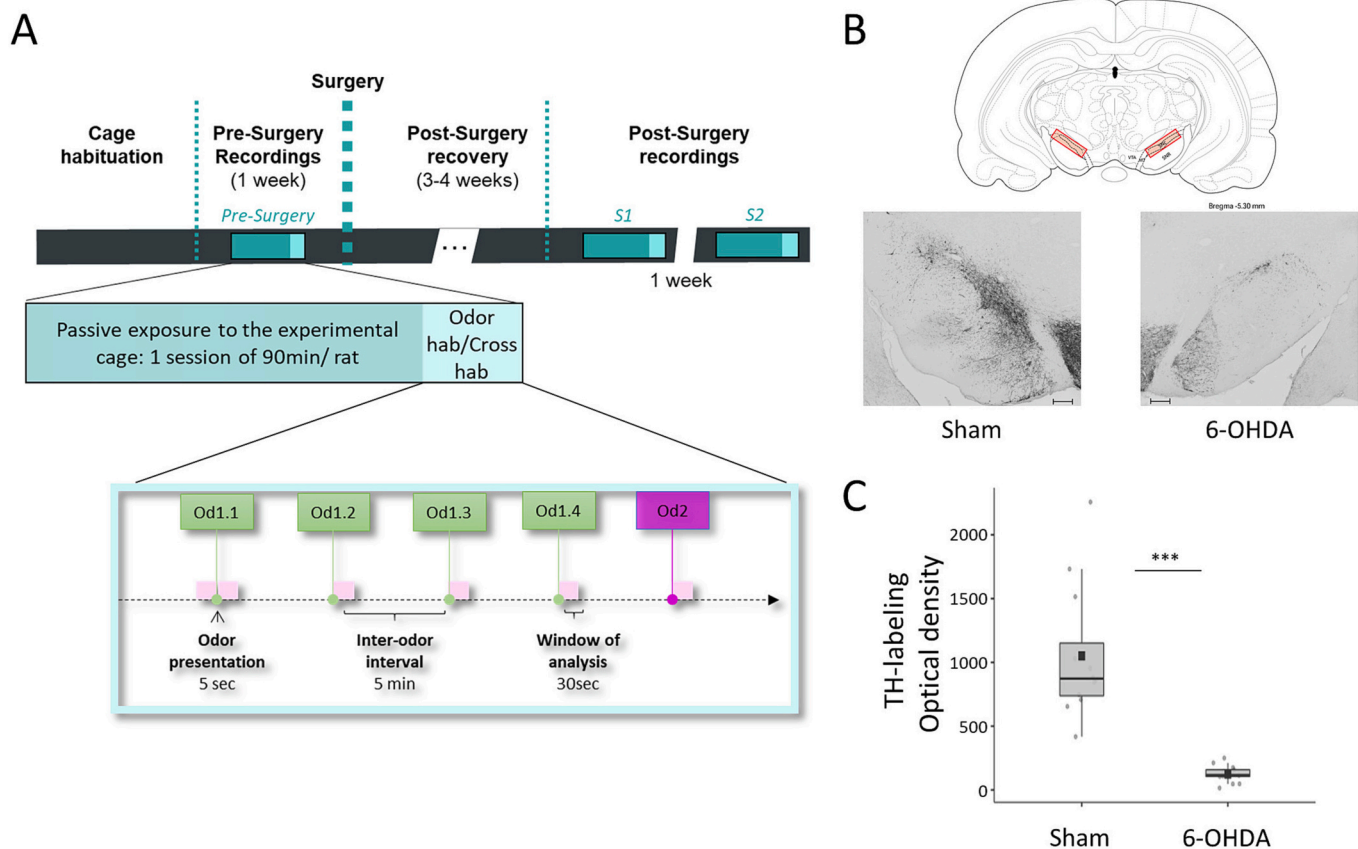 A
Surgery
Cage
habituation
Pre-Surgery
Recordings
(1 week)
Post-Surgery
recovery
(3-4 weeks)
Post-Surgery
recordings
Pre-Surgery
S1
S2
...
1 week
Passive exposure to the experimental
cage: 1 session of 90min/ rat
Odor
hab/Cross
hab
Od1.1
Od1.2
Od1.3
Od1.4
Od2
Odor
presentation
5 sec
Inter-odor
interval
5 min
Window of
analysis
30sec
B
VTA
SNR
Bregma -5.30 mm
Sham
6-OHDA
C
TH-labeling
Optical density
2000
1500
1000
500
0
***
Sham
6-OHDA